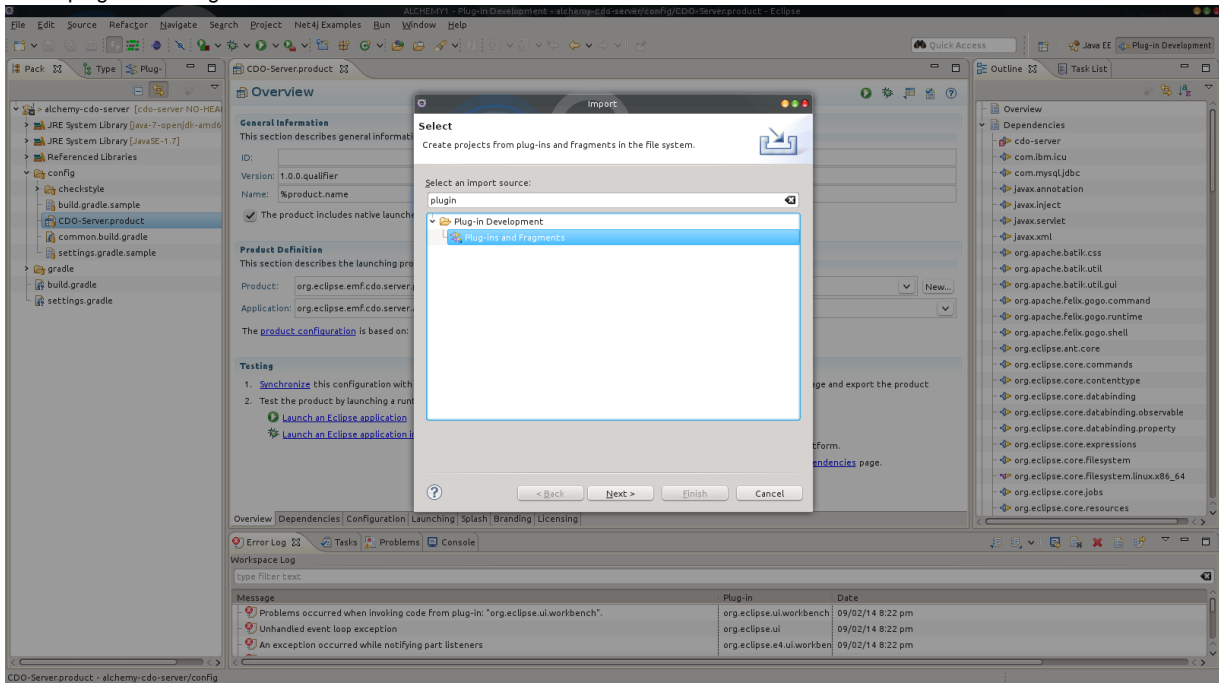 ALCHEMY1 - Plug-in Development - alchemy-cdo-server/config/CDO-Server.product - Eclipse
File Edit Source Refactor Navigate Search Project Net4j Examples Run Window Help
Quick Access
Java EE
Plug-in Development
Pack
Type
Plug-
> alchemy-cdo-server [cdo-server NO-HEA
JRE System Library [java-7-openjdk-amd6
JRE System Library [JavaSE-1.7]
Referenced Libraries
config
checkstyle
build.gradle.sample
CDO-Server.product
common.build.gradle
settings.gradle.sample
gradle
build.gradle
settings.gradle
CDO-Server.product
Overview
General Information
This section describes general informati
ID:
Version: 1.0.0.qualifier
Name: %product.name
The product includes native launche
Product Definition
This section describes the launching pro
Product: org.eclipse.emf.cdo.server.
New...
Application: org.eclipse.emf.cdo.server.
The product configuration is based on:
Testing
1. Synchronize this configuration with
2. Test the product by launching a runt
Launch an Eclipse application
Launch an Eclipse application i
age and export the product
tform.
endencies page.
Overview Dependencies Configuration Launching Splash Branding Licensing
Import
Select
Create projects from plug-ins and fragments in the file system.
Select an import source:
plugin
Plug-in Development
Plug-ins and Fragments
< Back
Next >
Finish
Cancel
Outline
Task List
Overview
Dependencies
cdo-server
com.ibm.icu
com.mysql.jdbc
javax.annotation
javax.inject
javax.servlet
javax.xml
org.apache.batik.css
org.apache.batik.util
org.apache.batik.util.gui
org.apache.felix.gogo.command
org.apache.felix.gogo.runtime
org.apache.felix.gogo.shell
org.eclipse.ant.core
org.eclipse.core.commands
org.eclipse.core.contenttype
org.eclipse.core.databinding
org.eclipse.core.databinding.observable
org.eclipse.core.databinding.property
org.eclipse.core.expressions
org.eclipse.core.filesystem
org.eclipse.core.filesystem.linux.x86_64
org.eclipse.core.jobs
org.eclipse.core.resources
Error Log
Tasks
Problems
Console
Workspace Log
type filter text
Message Plug-in Date
Problems occurred when invoking code from plug-in: "org.eclipse.ui.workbench". org.eclipse.ui.workbench 09/02/14 8:22 pm
Unhandled event loop exception org.eclipse.ui 09/02/14 8:22 pm
An exception occurred while notifying part listeners org.eclipse.e4.ui.workben 09/02/14 8:22 pm
CDO-Server.product - alchemy-cdo-server/config